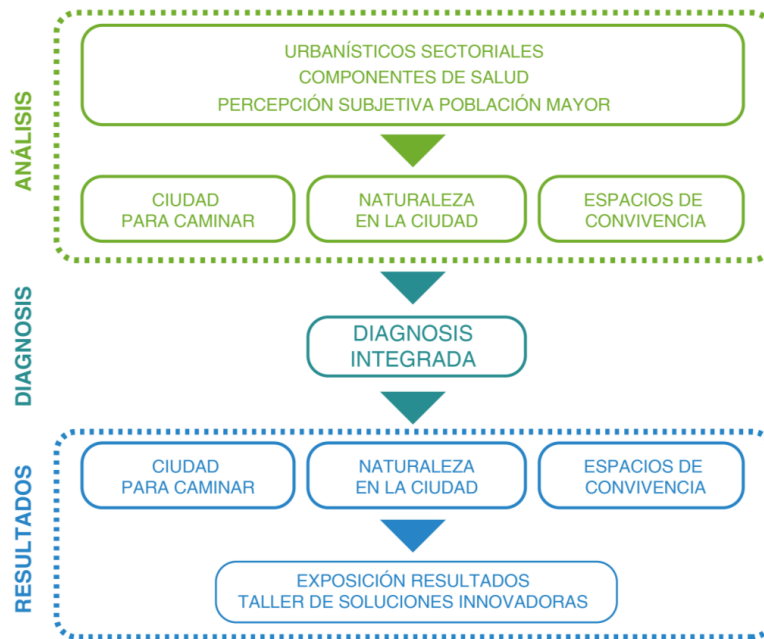 ANÁLISIS
URBANÍSTICOS SECTORIALES
COMPONENTES DE SALUD
PERCEPCIÓN SUBJETIVA POBLACIÓN MAYOR
CIUDAD
PARA CAMINAR
NATURALEZA
EN LA CIUDAD
ESPACIOS DE
CONVIVENCIA
DIAGNOSIS
DIAGNOSIS
INTEGRADA
RESULTADOS
CIUDAD
PARA CAMINAR
NATURALEZA
EN LA CIUDAD
ESPACIOS DE
CONVIVENCIA
EXPOSICIÓN RESULTADOS
TALLER DE SOLUCIONES INNOVADORAS